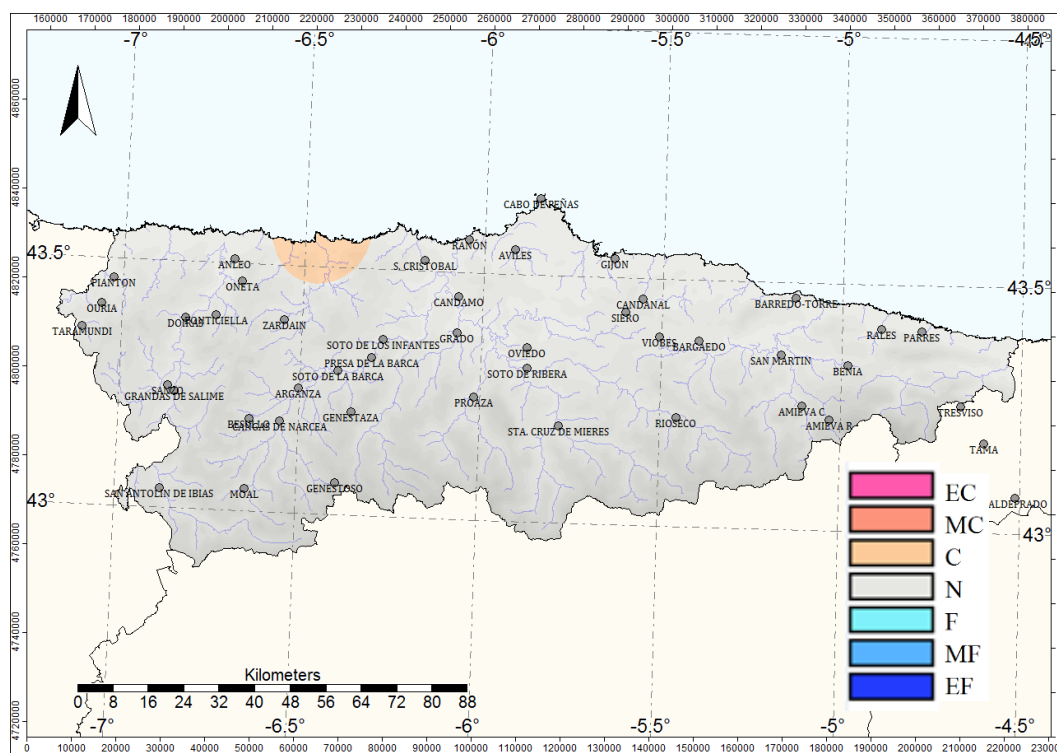 160000 170000 180000 190000 200000 210000 220000 230000 240000 250000 260000 270000 280000 290000 300000 310000 320000 330000 340000 350000 360000 370000 380000
-7° -6.5° -6° -5.5° -5° -4.5°
4860000
4840000
CABO DE PEÑAS
RANÓN
43.5°
AVILES
GIJÓN
ANLEO
S. CRISTOBAL
4820000
PIANTON
ONETA
43.5°
OURIA
CANDAMO
CANDANAL
BARREDO-TORRE
SIERO
PONTICIELLA
ZARDAIN
TARAMUNDI
GRADO
RALES
PARRES
SOTO DE LOS INFANTES
VIOBES
BARGAEDO
OVIEDO
4800000
PRESA DE LA BARCA
SAN MARTIN
SOTO DE LA BARCA
SOTO DE RIBERA
BENIA
GRANDAS DE SALIME
ARGANZA
PROAZA
GENESTAZA
AMIEVA C
TRESVISO
CANGAS DE NARCEA
RIOSECO
AMIEVA R
STA. CRUZ DE MIERES
4780000
TAMA
SAN ANTOLIN DE IBIAS
MOAL
GENESTOSO
EC
43°
ALDEPRADO
MC
43°
4760000
C
N
4740000
F
MF
Kilometers
EF
0 8 16 24 32 40 48 56 64 72 80 88
4720000
-7° -6.5° -6° -5.5° -5° -4.5°
0 10000 20000 30000 40000 50000 60000 70000 80000 90000 100000 110000 120000 130000 140000 150000 160000 170000 180000 190000 200000 210000 220000